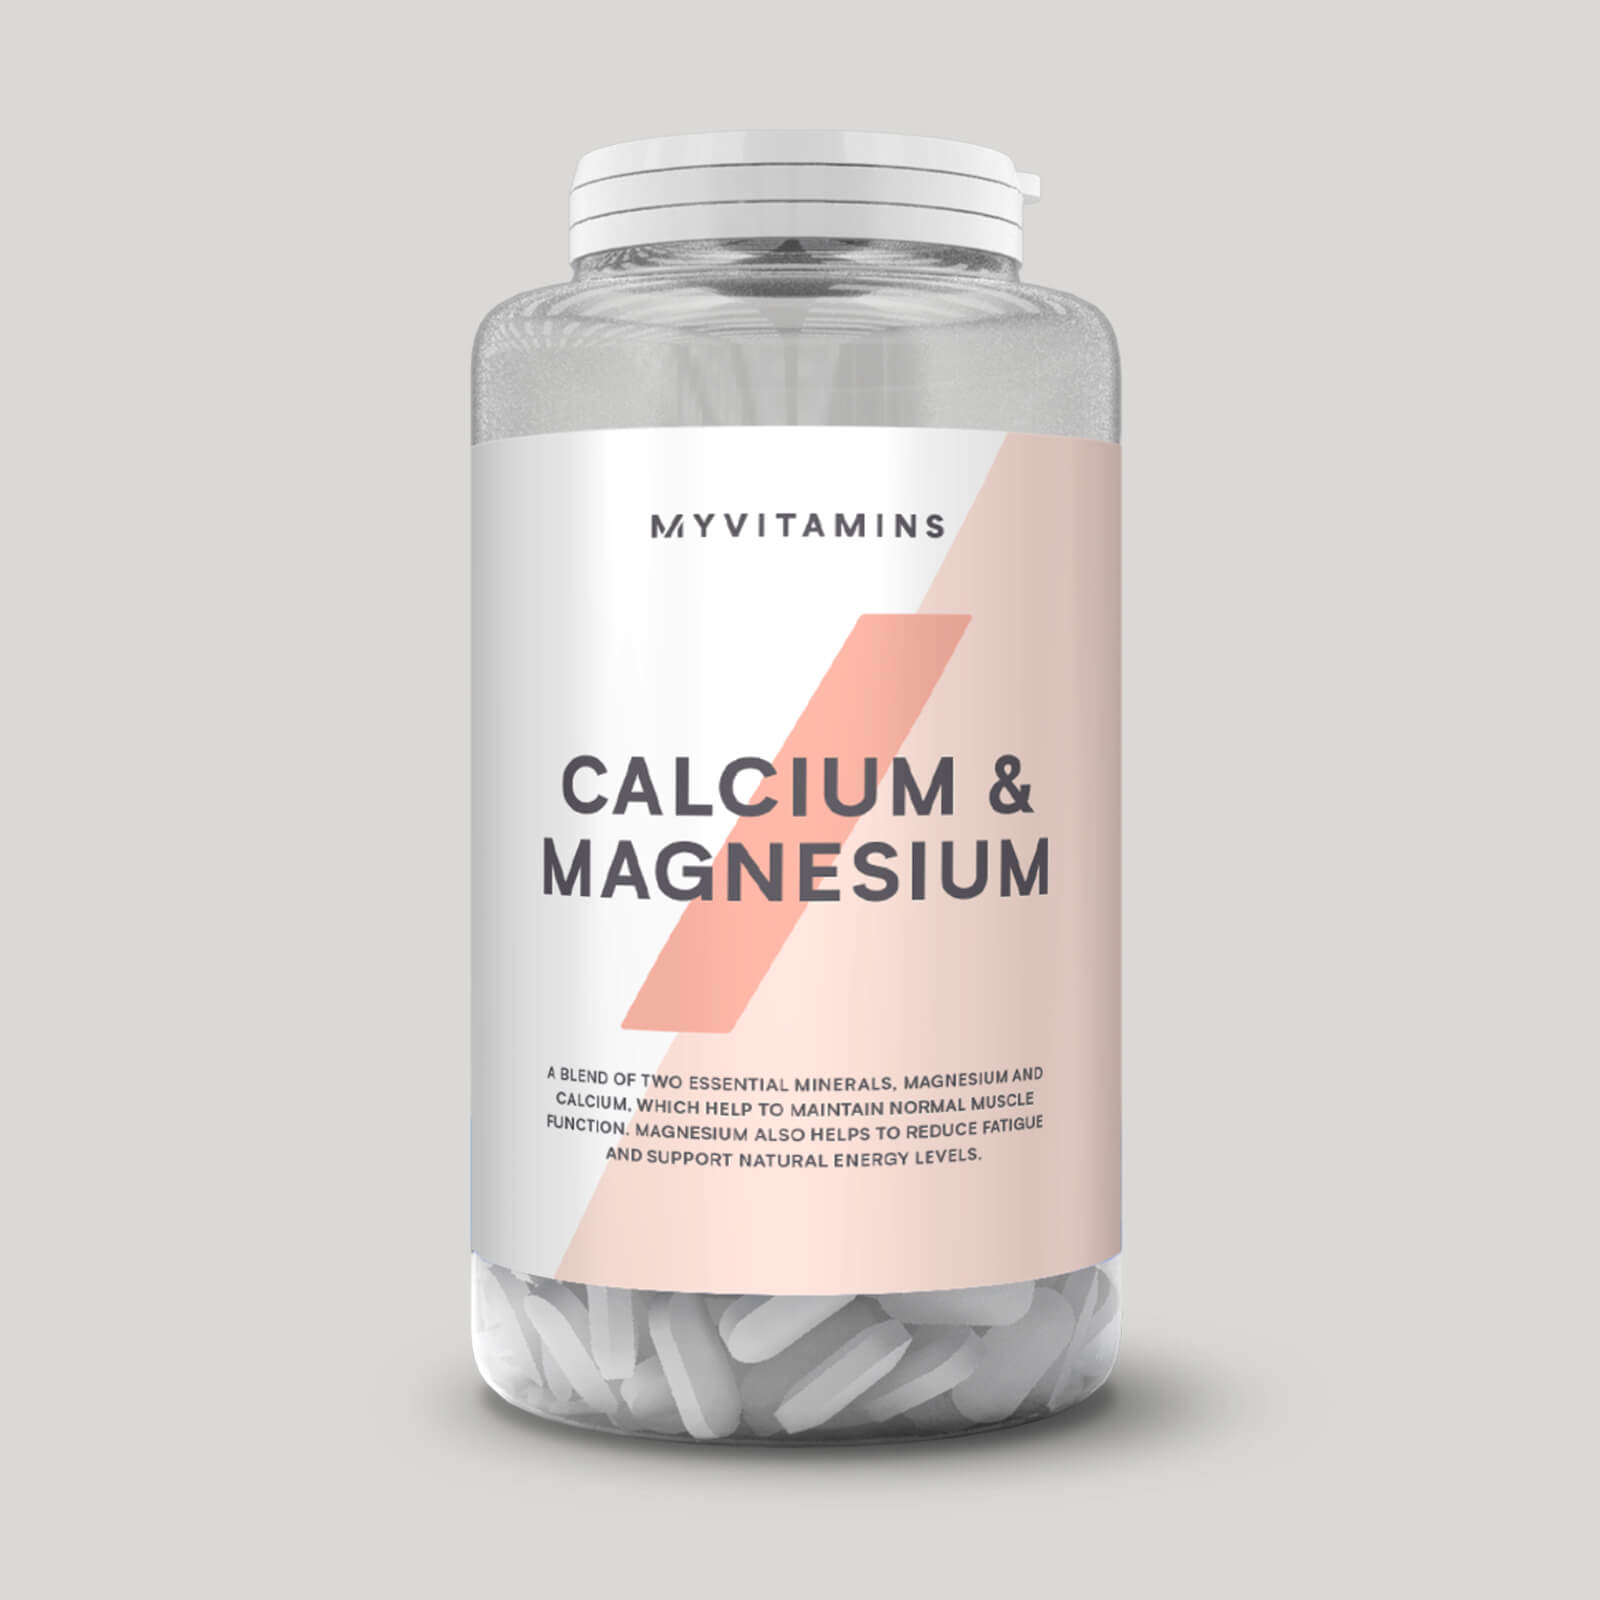 MYVITAMINS
CALCIUM &
MAGNESIUM
A BLEND OF TWO ESSENTIAL MINERALS, MAGNESIUM AND
CALCIUM, WHICH HELP TO MAINTAIN NORMAL MUSCLE
FUNCTION. MAGNESIUM ALSO HELPS TO REDUCE FATIGUE
AND SUPPORT NATURAL ENERGY LEVELS.